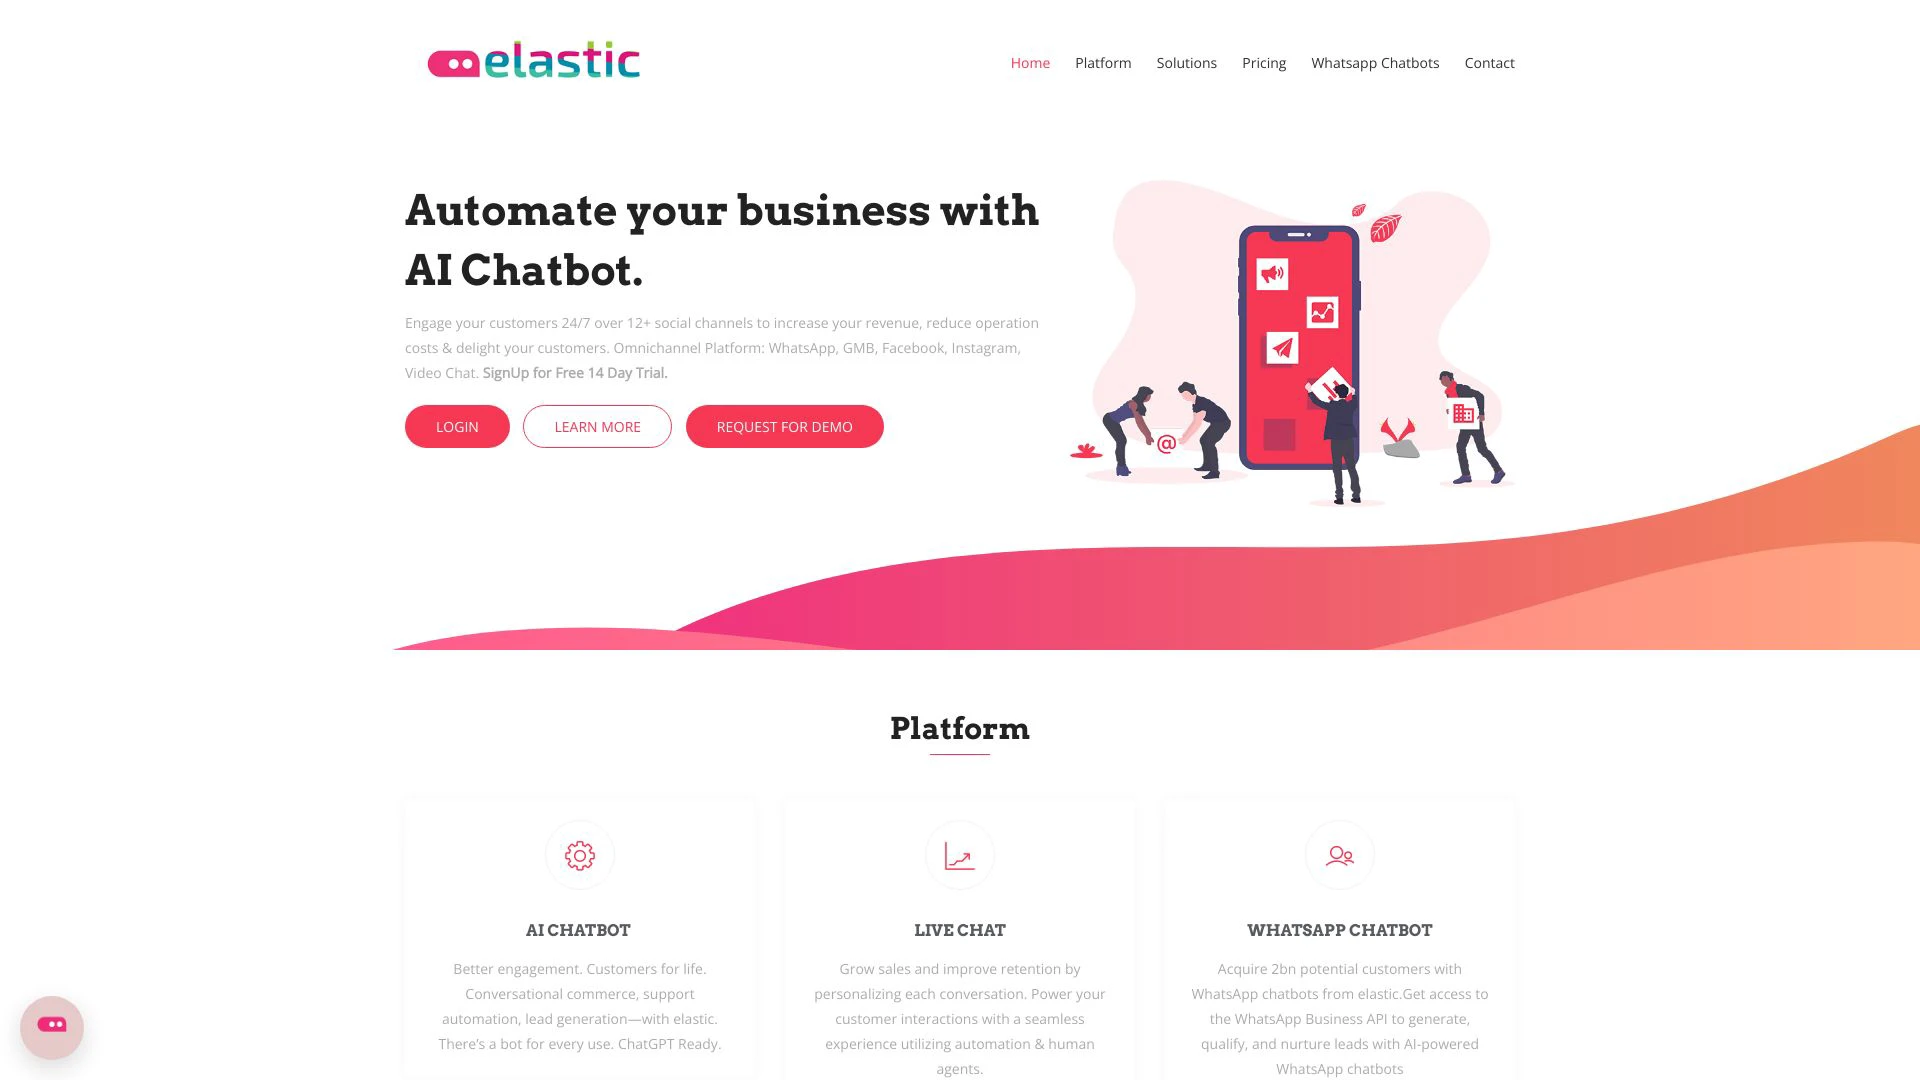 elastic
Home Platform Solutions Pricing Whatsapp Chatbots Contact
Automate your business with
AI Chatbot.
Engage your customers 24/7 over 12+ social channels to increase your revenue, reduce operation
costs & delight your customers. Omnichannel Platform: WhatsApp, GMB, Facebook, Instagram,
Video Chat. SignUp for Free 14 Day Trial.
LOGIN LEARN MORE REQUEST FOR DEMO
@
Platform
AI CHATBOT
Better engagement. Customers for life.
Conversational commerce, support
automation, lead generation—with elastic.
There's a bot for every use. ChatGPT Ready.
LIVE CHAT
Grow sales and improve retention by
personalizing each conversation. Power your
customer interactions with a seamless
experience utilizing automation & human
agents.
WHATSAPP CHATBOT
Acquire 2bn potential customers with
WhatsApp chatbots from elastic.Get access to
the WhatsApp Business API to generate,
qualify, and nurture leads with AI-powered
WhatsApp chatbots